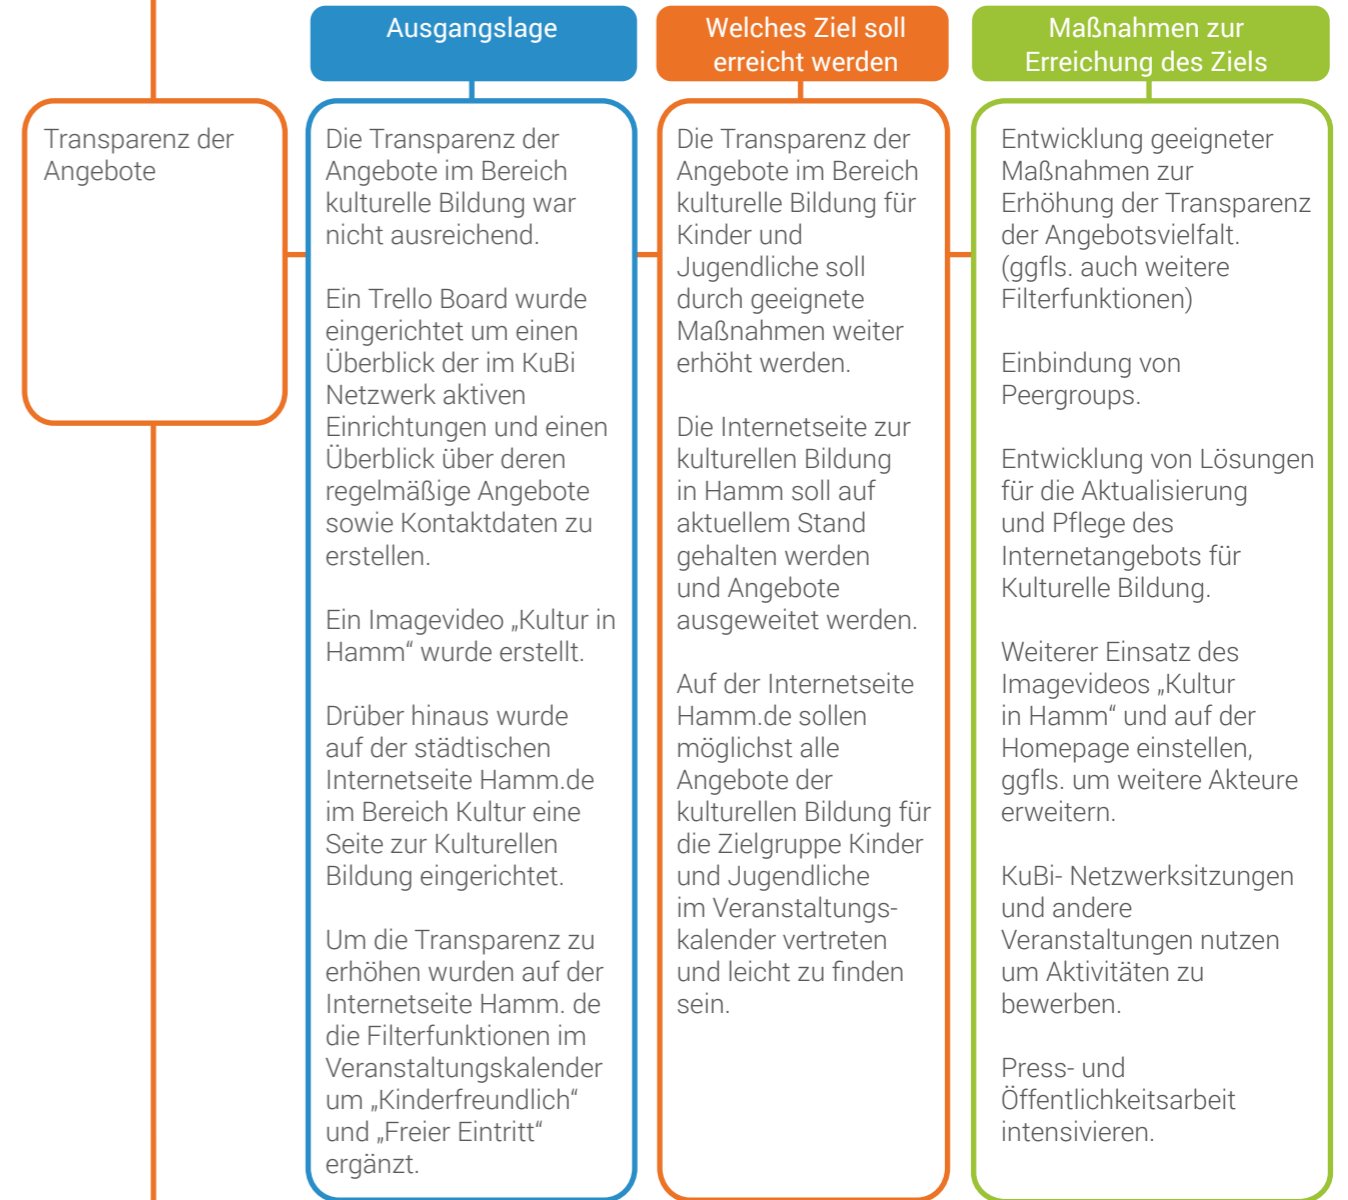 Ausgangslage
Welches Ziel soll
erreicht werden
Maßnahmen zur
Erreichung des Ziels
Transparenz der
Angebote
Die Transparenz der
Angebote im Bereich
kulturelle Bildung war
nicht ausreichend.
Ein Trello Board wurde
eingerichtet um einen
Überblick der im KuBi
Netzwerk aktiven
Einrichtungen und einen
Überblick über deren
regelmäßige Angebote
sowie Kontaktdaten zu
erstellen.
Ein Imagevideo „Kultur in
Hamm“ wurde erstellt.
Drüber hinaus wurde
auf der städtischen
Internetseite Hamm.de
im Bereich Kultur eine
Seite zur Kulturellen
Bildung eingerichtet.
Um die Transparenz zu
erhöhen wurden auf der
Internetseite Hamm. de
die Filterfunktionen im
Veranstaltungskalender
um „Kinderfreundlich“
und „Freier Eintritt“
ergänzt.
Die Transparenz der
Angebote im Bereich
kulturelle Bildung für
Kinder und
Jugendliche soll
durch geeignete
Maßnahmen weiter
erhöht werden.
Die Internetseite zur
kulturellen Bildung
in Hamm soll auf
aktuellem Stand
gehalten werden
und Angebote
ausgeweitet werden.
Auf der Internetseite
Hamm.de sollen
möglichst alle
Angebote der
kulturellen Bildung für
die Zielgruppe Kinder
und Jugendliche
im Veranstaltungs-
kalender vertreten
und leicht zu finden
sein.
Entwicklung geeigneter
Maßnahmen zur
Erhöhung der Transparenz
der Angebotsvielfalt.
(ggfls. auch weitere
Filterfunktionen)
Einbindung von
Peergroups.
Entwicklung von Lösungen
für die Aktualisierung
und Pflege des
Internetangebots für
Kulturelle Bildung.
Weiterer Einsatz des
Imagevideos „Kultur
in Hamm“ und auf der
Homepage einstellen,
ggfls. um weitere Akteure
erweitern.
KuBi- Netzwerksitzungen
und andere
Veranstaltungen nutzen
um Aktivitäten zu
bewerben.
Press- und
Öffentlichkeitsarbeit
intensivieren.